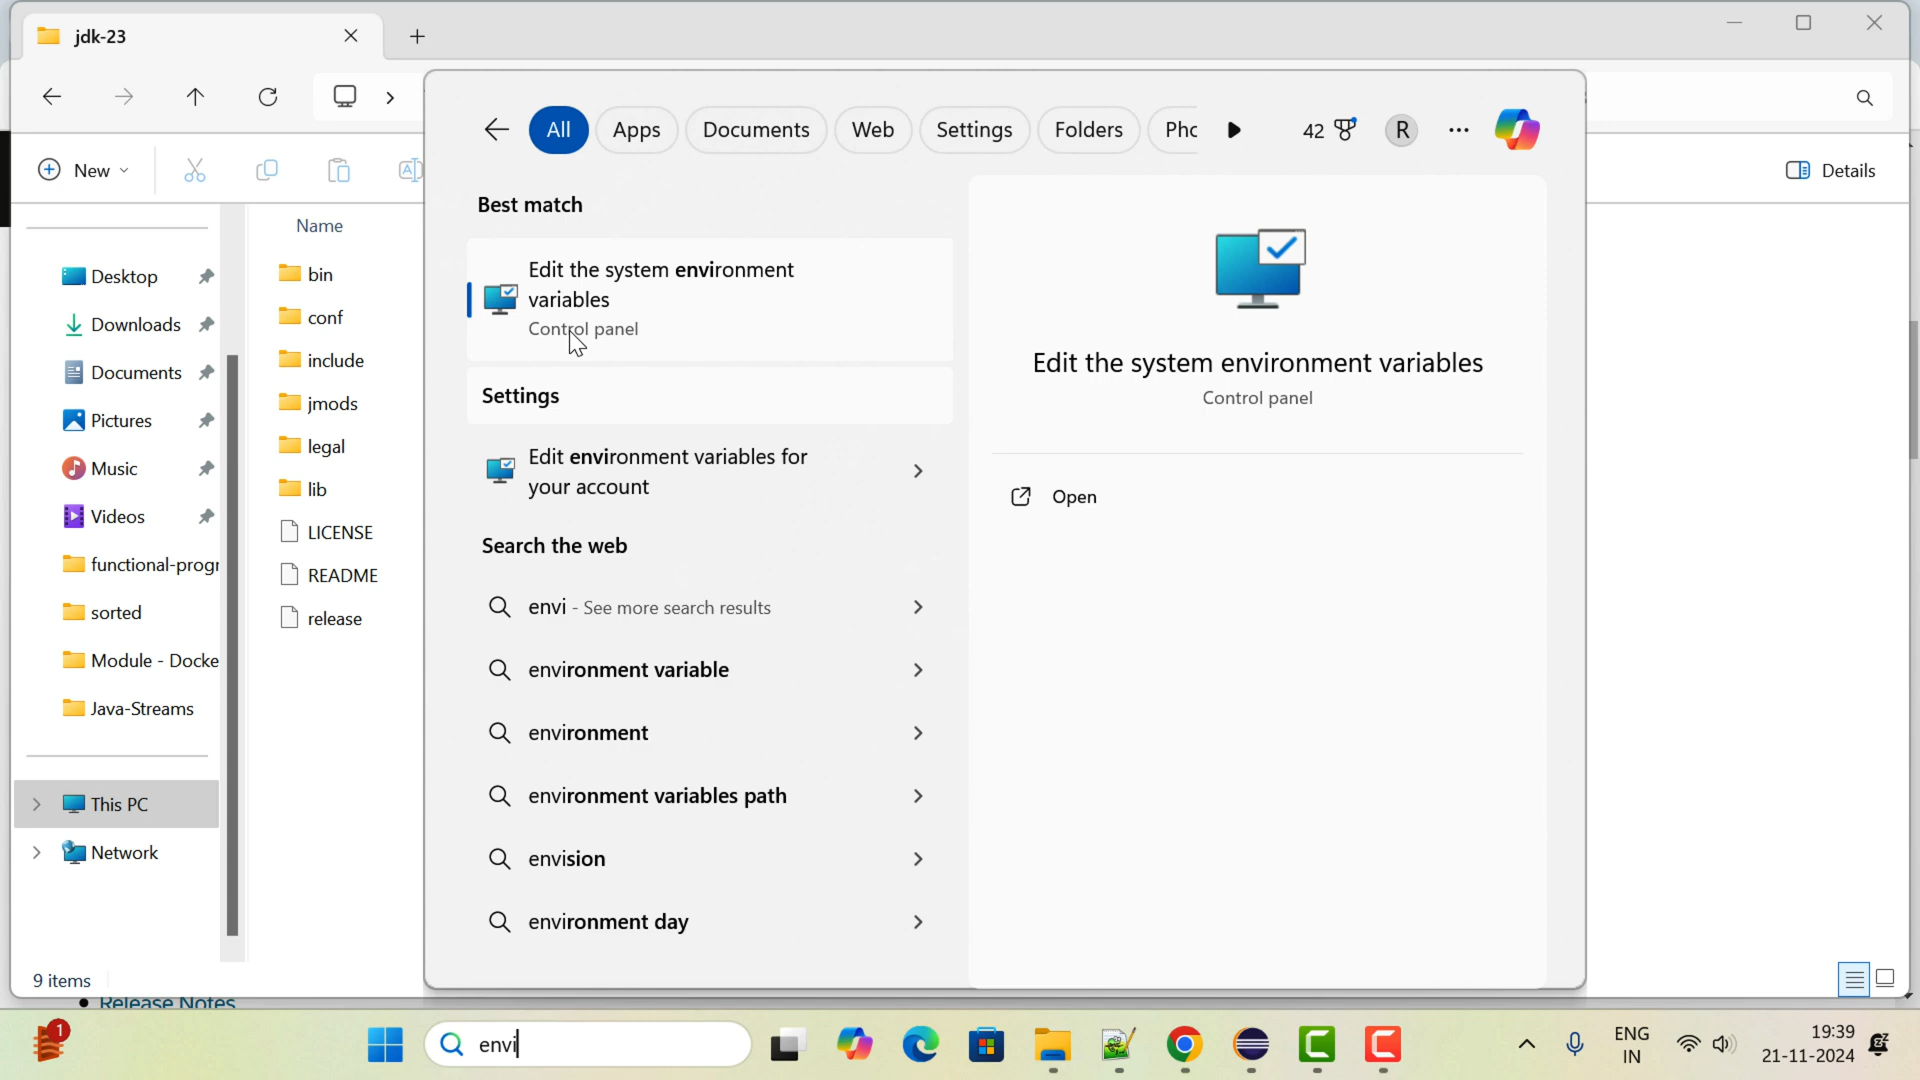 jdk-23
New
Details
Name
Desktop
Downloads
Documents
Pictures
Music
Videos
functional-progr
sorted
Module - Docke
Java-Streams
This PC
Network
bin
conf
include
jmods
legal
lib
LICENSE
README
release
9 items
Release Notes
All
Apps
Documents
Web
Settings
Folders
Pho
42
R
Best match
Edit the system environment
variables
Control panel
Settings
Edit environment variables for
your account
Search the web
envi - See more search results
environment variable
environment
environment variables path
envision
environment day
Edit the system environment variables
Control panel
Open
1
envi
ENG
IN
19:39
21-11-2024